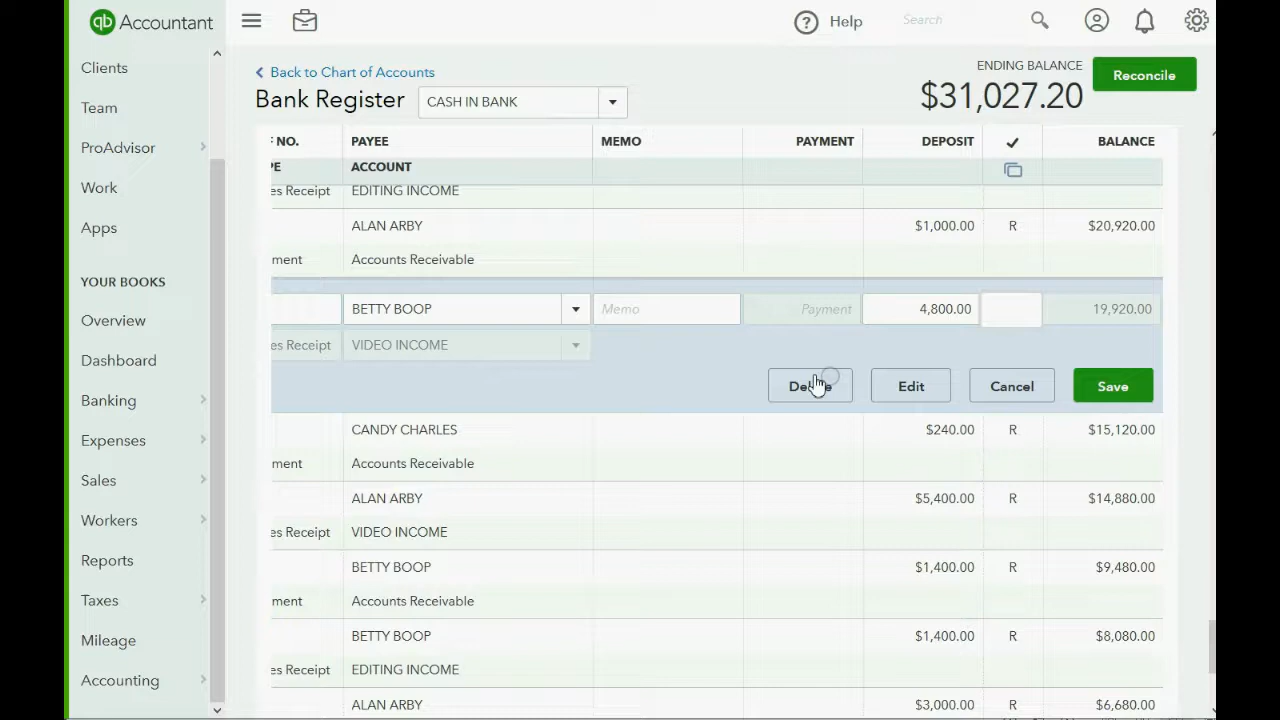 qb Accountant
Help
Search
Clients
Team
ProAdvisor
Work
Apps
YOUR BOOKS
Overview
Dashboard
Banking
Expenses
Sales
Workers
Reports
Taxes
Mileage
Accounting
Back to Chart of Accounts
Bank Register CASH IN BANK
ENDING BALANCE
$31,027.20
Reconcile
NO. PAYEE MEMO PAYMENT DEPOSIT ✓ BALANCE
PE ACCOUNT
es Receipt EDITING INCOME
ALAN ARBY $1,000.00 R $20,920.00
ment Accounts Receivable
BETTY BOOP Memo Payment 4,800.00 19,920.00
es Receipt VIDEO INCOME
Delete Edit Cancel Save
CANDY CHARLES $240.00 R $15,120.00
ment Accounts Receivable
ALAN ARBY $5,400.00 R $14,880.00
es Receipt VIDEO INCOME
BETTY BOOP $1,400.00 R $9,480.00
ment Accounts Receivable
BETTY BOOP $1,400.00 R $8,080.00
es Receipt EDITING INCOME
ALAN ARBY $3,000.00 R $6,680.00